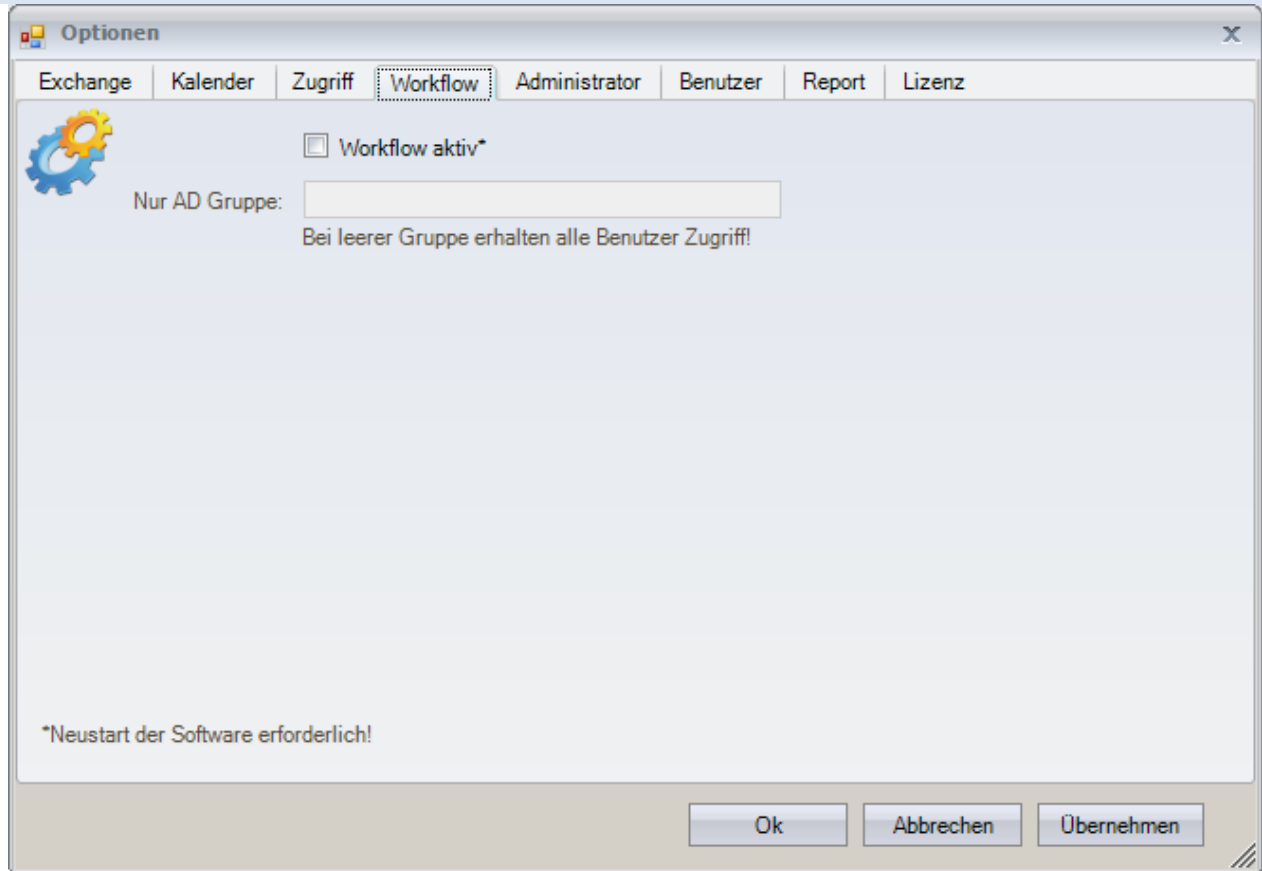 Optionen
Exchange Kalender Zugriff Workflow Administrator Benutzer Report Lizenz
Workflow aktiv*
Nur AD Gruppe:
Bei leerer Gruppe erhalten alle Benutzer Zugriff!
*Neustart der Software erforderlich!
Ok Abbrechen Übernehmen